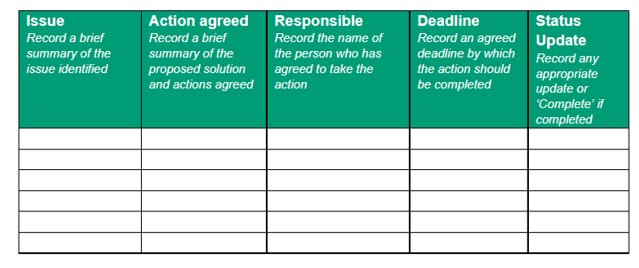 Issue
Record a brief
summary of the
issue identified
Action agreed
Record a brief
summary of the
proposed solution
and actions agreed
Responsible
Record the name of
the person who has
agreed to take the
action
Deadline
Record an agreed
deadline by which
the action should
be completed
Status
Update
Record any
appropriate
update or
‘Complete’ if
completed